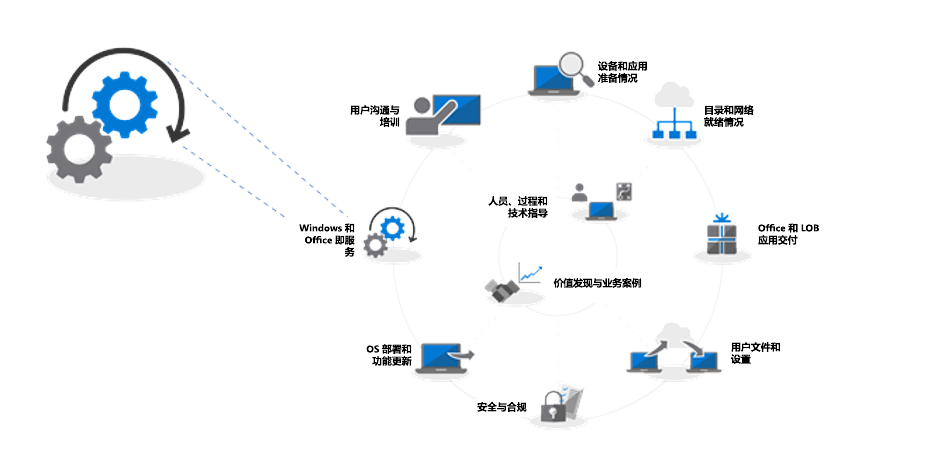 设备和应用
准备情况
用户沟通与
培训
目录和网络
就绪情况
人员、过程和
技术指导
Windows 和
Office 即服
务
Office 和 LOB
应用交付
价值发现与业务案例
OS 部署和
功能更新
用户文件和
设置
安全与合规